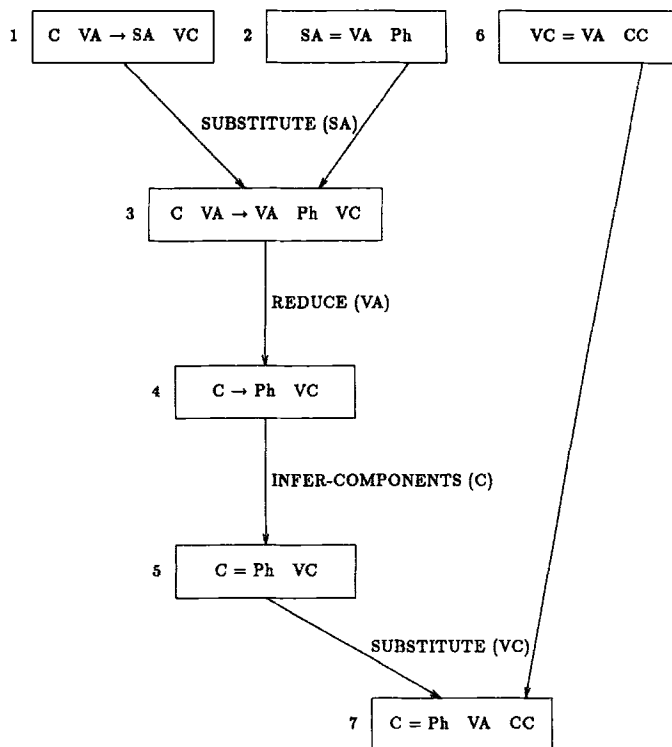 1 C VA → SA VC 2 SA = VA Ph 6 VC = VA CC
SUBSTITUTE (SA)
3 C VA → VA Ph VC
REDUCE (VA)
4 C → Ph VC
INFER-COMPONENTS (C)
5 C = Ph VC
SUBSTITUTE (VC)
7 C = Ph VA CC